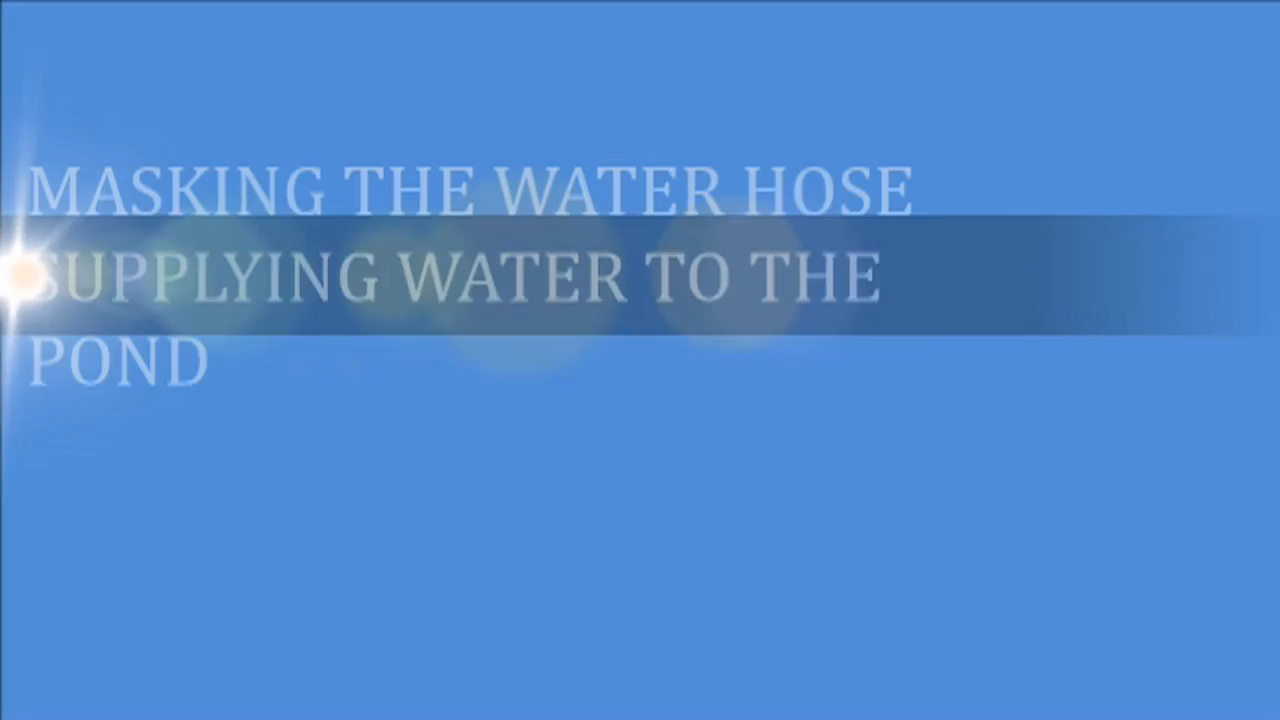 MASKING THE WATER HOSE
SUPPLYING WATER TO THE
POND